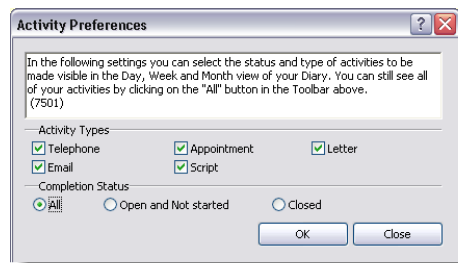 Activity Preferences
In the following settings you can select the status and type of activities to be
made visible in the Day, Week and Month view of your Diary. You can still see all
of your activities by clicking on the "All" button in the Toolbar above.
(7501)
Activity Types
Telephone Appointment Letter
Email Script
Completion Status
All Open and Not started Closed
OK Close